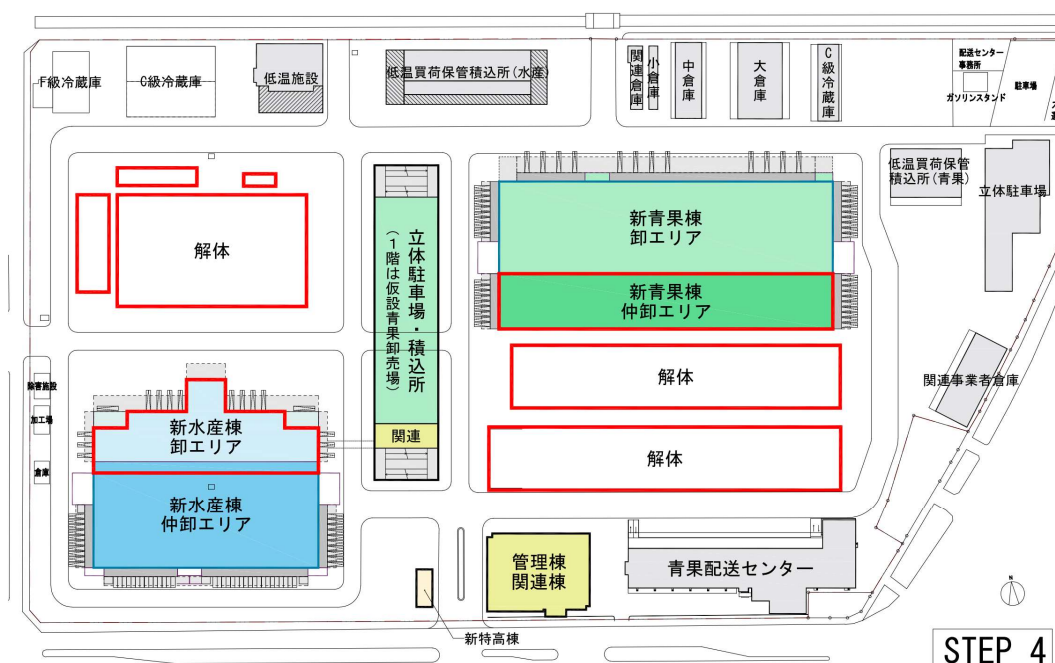 F級冷蔵庫
C級冷蔵庫
低温施設
低温買荷保管積込所(水産)
関連倉庫
小倉庫
中倉庫
大倉庫
C級冷蔵庫
配送センター
事務所
ガソリンスタンド
駐車場
低温買荷保管
積込所(青果)
立体駐車場
解体
立体駐車場・積込所
(1階は仮設青果卸売場)
関連
新青果棟
卸エリア
新青果棟
仲卸エリア
解体
解体
関連事業者倉庫
除害施設
加工場
倉庫
新水産棟
卸エリア
新水産棟
仲卸エリア
管理棟
関連棟
青果配送センター
新特高棟
N
STEP 4